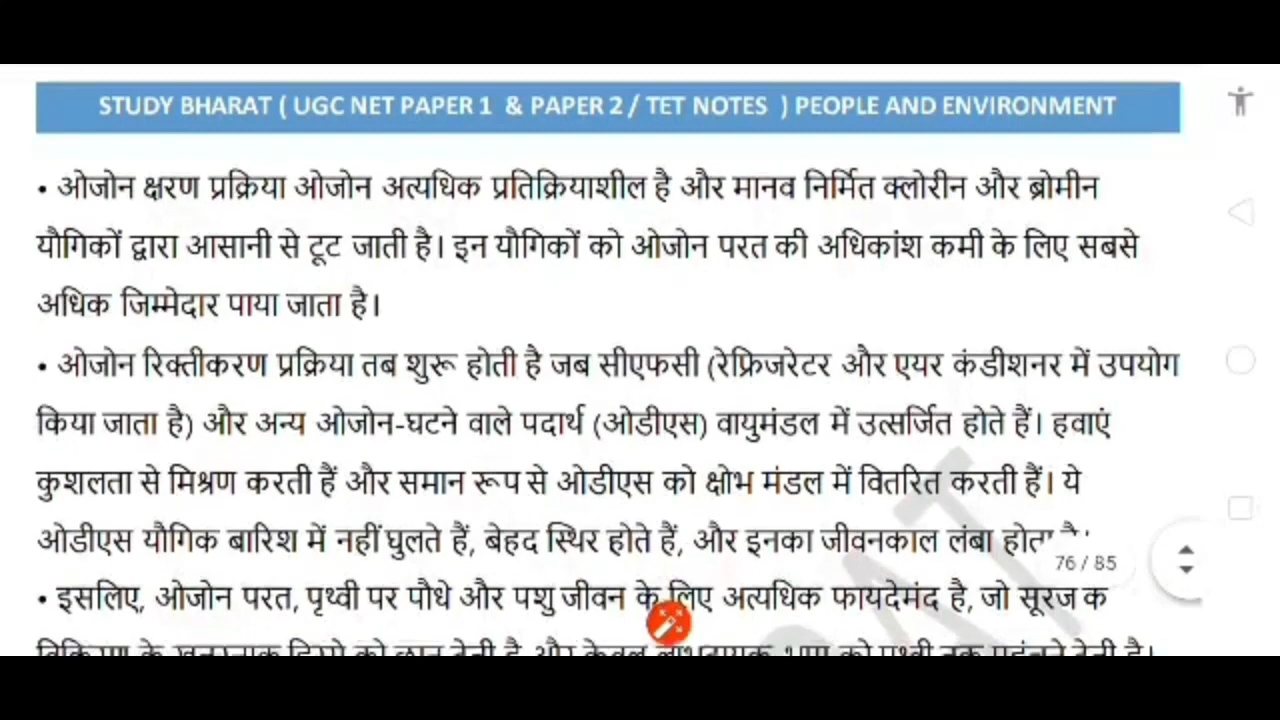 STUDY BHARAT ( UGC NET PAPER 1 & PAPER 2 / TET NOTES ) PEOPLE AND ENVIRONMENT
• ओजोन क्षरण प्रक्रिया ओजोन अत्यधिक प्रतिक्रियाशील है और मानव निर्मित क्लोरीन और ब्रोमीन
यौगिकों द्वारा आसानी से टूट जाती है। इन यौगिकों को ओजोन परत की अधिकांश कमी के लिए सबसे
अधिक जिम्मेदार पाया जाता है।
• ओजोन रिक्तीकरण प्रक्रिया तब शुरू होती है जब सीएफसी (रेफ्रिजरेटर और एयर कंडीशनर में उपयोग
किया जाता है) और अन्य ओजोन-घटने वाले पदार्थ (ओडीएस) वायुमंडल में उत्सर्जित होते हैं। हवाएं
कुशलता से मिश्रण करती हैं और समान रूप से ओडीएस को क्षोभ मंडल में वितरित करती हैं। ये
ओडीएस यौगिक बारिश में नहीं घुलते हैं, बेहद स्थिर होते हैं, और इनका जीवनकाल लंबा
76 / 85
• इसलिए, ओजोन परत, पृथ्वी पर पौधे और पशु जीवन के लिए अत्यधिक फायदेमंद है, जो सूरज क